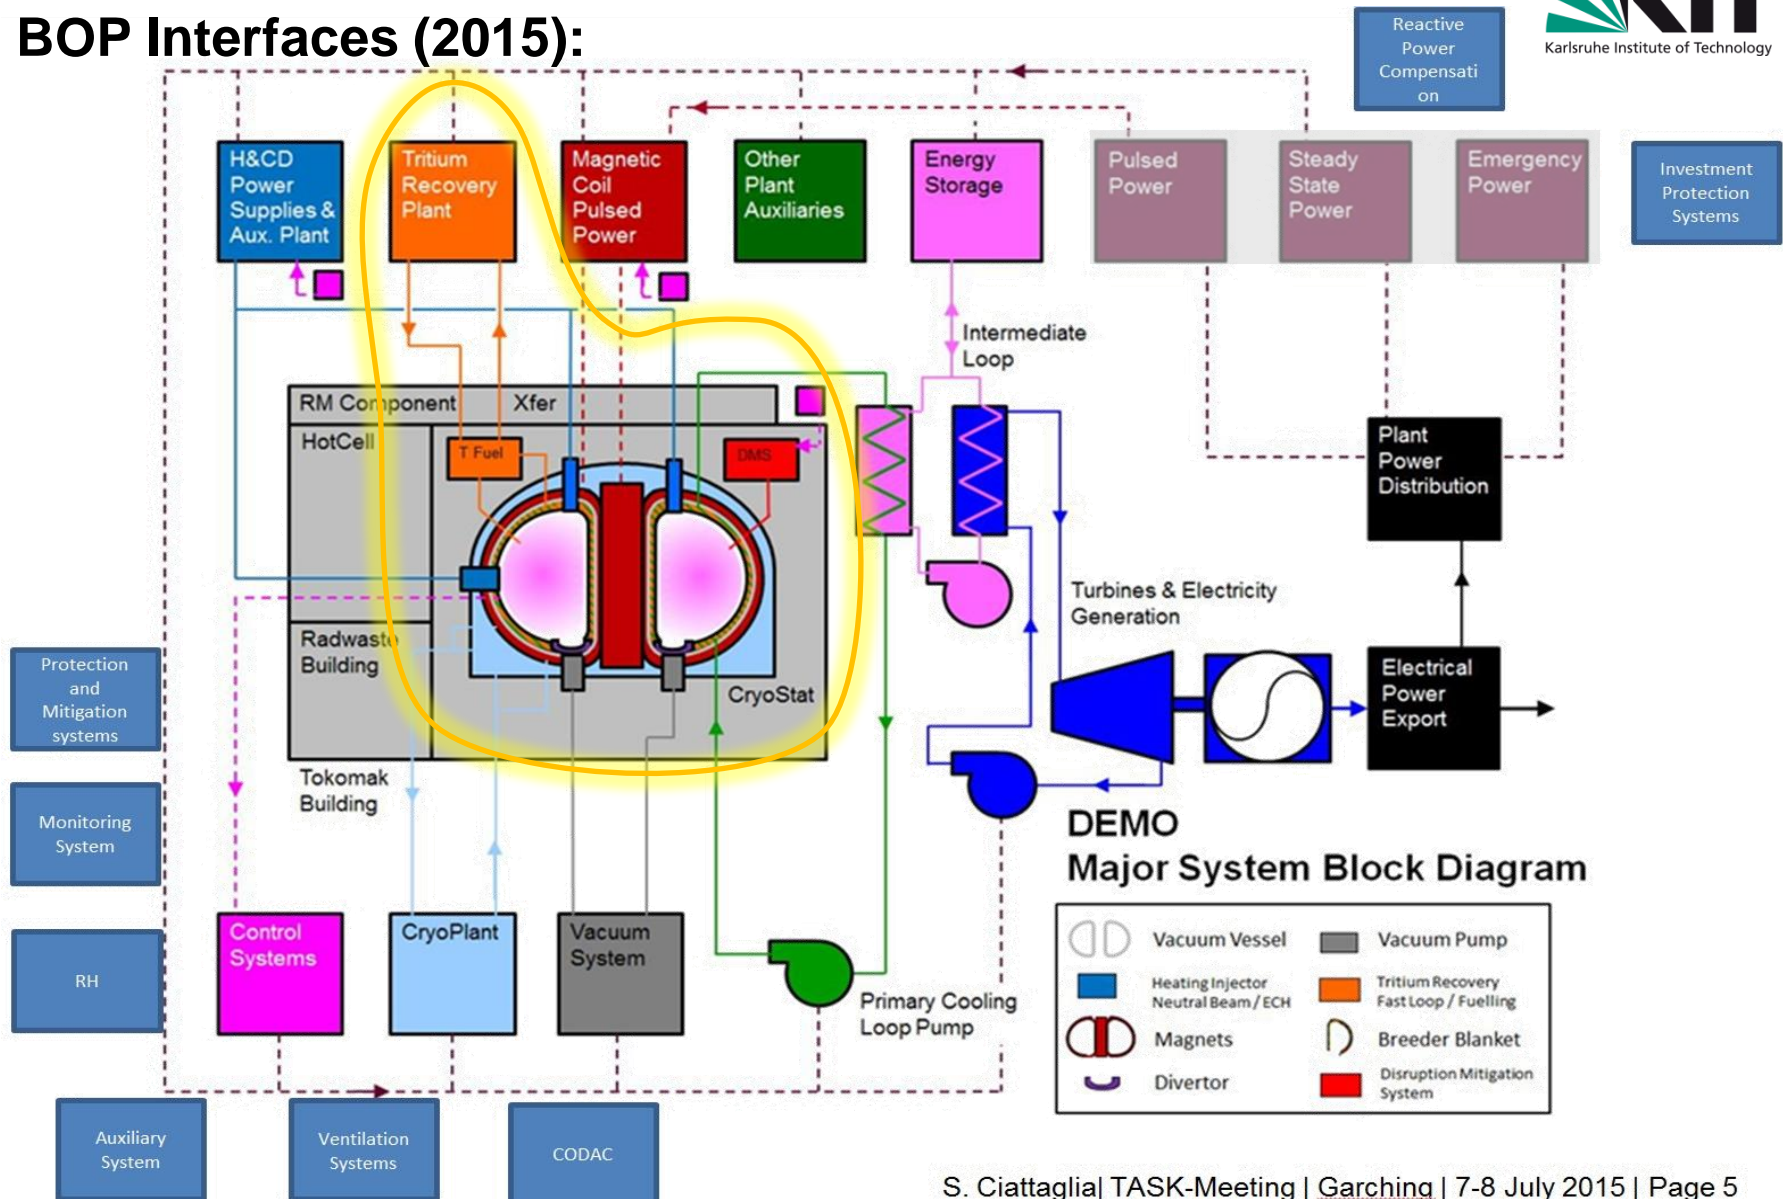 BOP Interfaces (2015):
Reactive
Power
Compensati
on
KIT
Karlsruhe Institute of Technology
H&CD
Power
Supplies &
Aux. Plant
Tritium
Recovery
Plant
Magnetic
Coil
Pulsed
Power
Other
Plant
Auxiliaries
Energy
Storage
Pulsed
Power
Steady
State
Power
Emergency
Power
Investment
Protection
Systems
Intermediate
Loop
RM Component Xfer
HotCell
T Fuel
DMS
Plant
Power
Distribution
Turbines & Electricity
Generation
Radwaste
Building
CryoStat
Electrical
Power
Export
Protection
and
Mitigation
systems
Tokomak
Building
Monitoring
System
DEMO
Major System Block Diagram
Control
Systems
CryoPlant
Vacuum
System
RH
Primary Cooling
Loop Pump
Vacuum Vessel
Vacuum Pump
Heating Injector
Neutral Beam / ECH
Tritium Recovery
Fast Loop / Fuelling
Magnets
Breeder Blanket
Divertor
Disruption Mitigation
System
Auxiliary
System
Ventilation
Systems
CODAC
S. Ciattaglia| TASK-Meeting | Garching | 7-8 July 2015 | Page 5